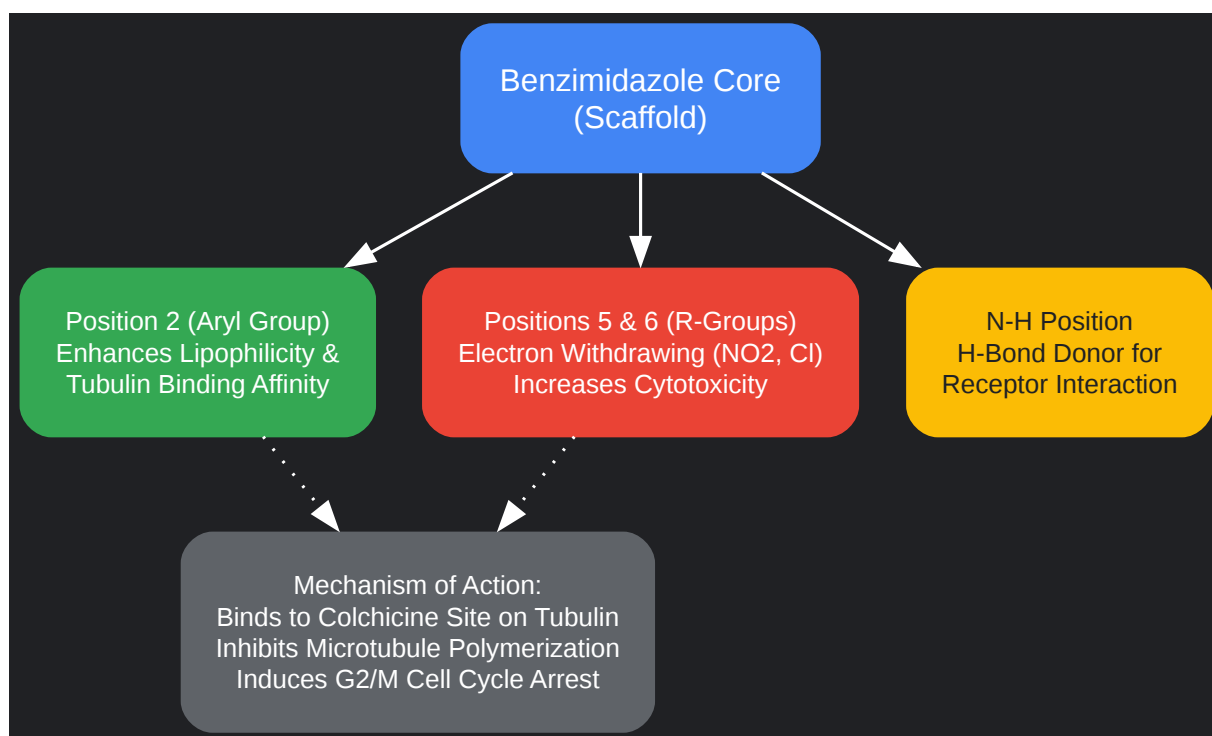 Benzimidazole Core
(Scaffold)
Position 2 (Aryl Group)
Enhances Lipophilicity &
Tubulin Binding Affinity
Positions 5 & 6 (R-Groups)
Electron Withdrawing (NO2, Cl)
Increases Cytotoxicity
N-H Position
H-Bond Donor for
Receptor Interaction
Mechanism of Action:
Binds to Colchicine Site on Tubulin
Inhibits Microtubule Polymerization
Induces G2/M Cell Cycle Arrest